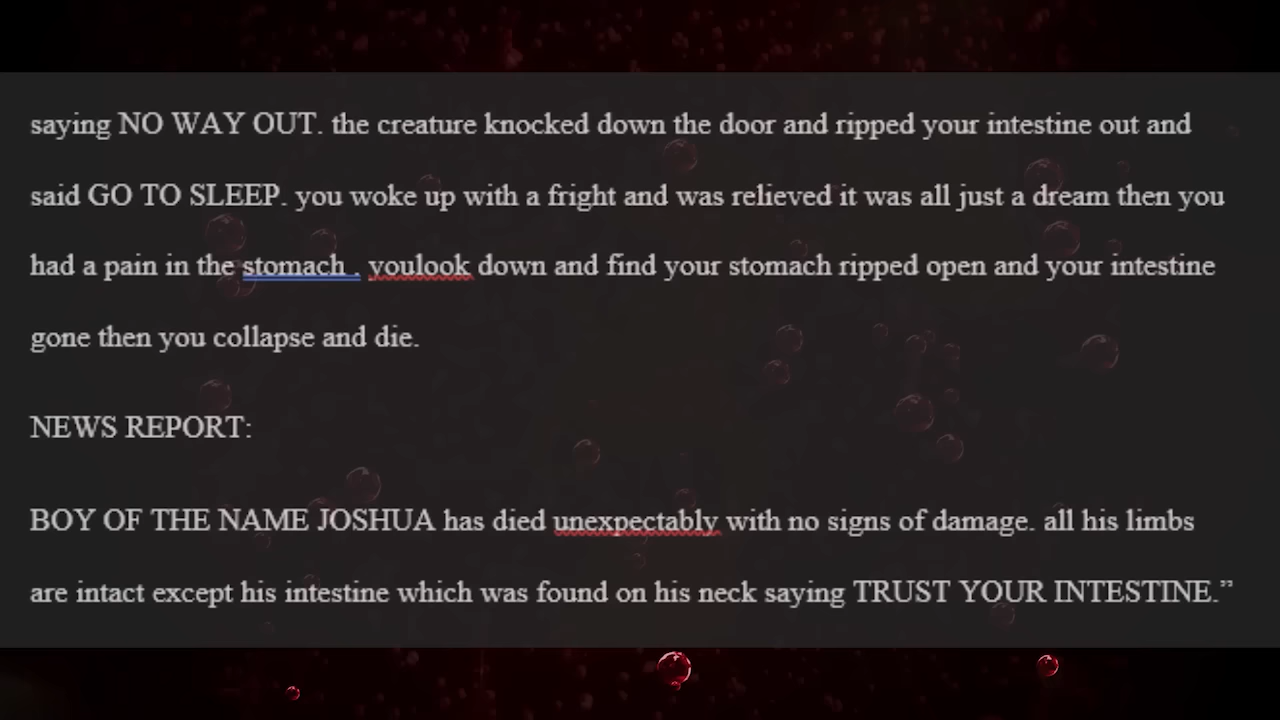 saying NO WAY OUT. the creature knocked down the door and ripped your intestine out and
said GO TO SLEEP. you woke up with a fright and was relieved it was all just a dream then you
had a pain in the stomach . youlook down and find your stomach ripped open and your intestine
gone then you collapse and die.
NEWS REPORT:
BOY OF THE NAME JOSHUA has died unexpectably with no signs of damage. all his limbs
are intact except his intestine which was found on his neck saying TRUST YOUR INTESTINE.”